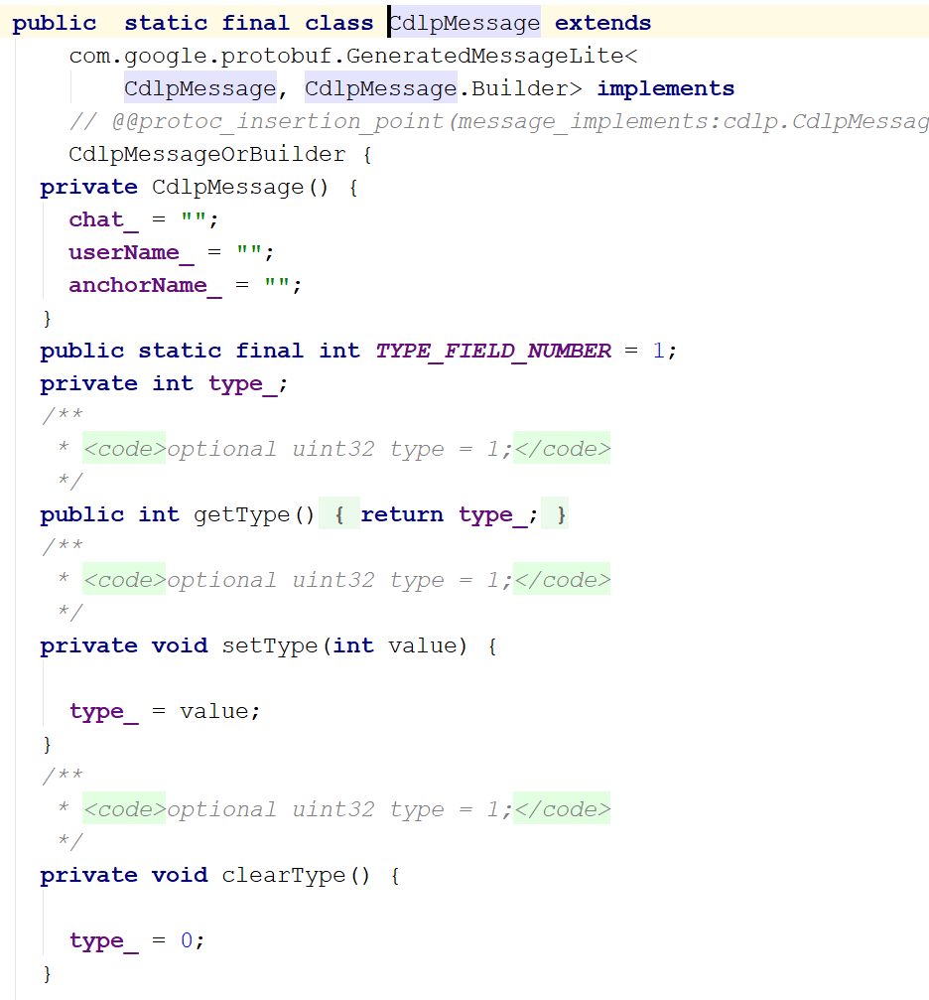 public  static final class CdlpMessage extends
    com.google.protobuf.GeneratedMessageLite<
        CdlpMessage, CdlpMessage.Builder> implements
    // @@protoc_insertion_point(message_implements:cdlp.CdlpMessag
    CdlpMessageOrBuilder {
  private CdlpMessage() {
    chat_ = "";
    userName_ = "";
    anchorName_ = "";
  }
  public static final int TYPE_FIELD_NUMBER = 1;
  private int type_;
  /**
   * <code>optional uint32 type = 1;</code>
   */
  public int getType() { return type_; }
  /**
   * <code>optional uint32 type = 1;</code>
   */
  private void setType(int value) {
    type_ = value;
  }
  /**
   * <code>optional uint32 type = 1;</code>
   */
  private void clearType() {
    type_ = 0;
  }